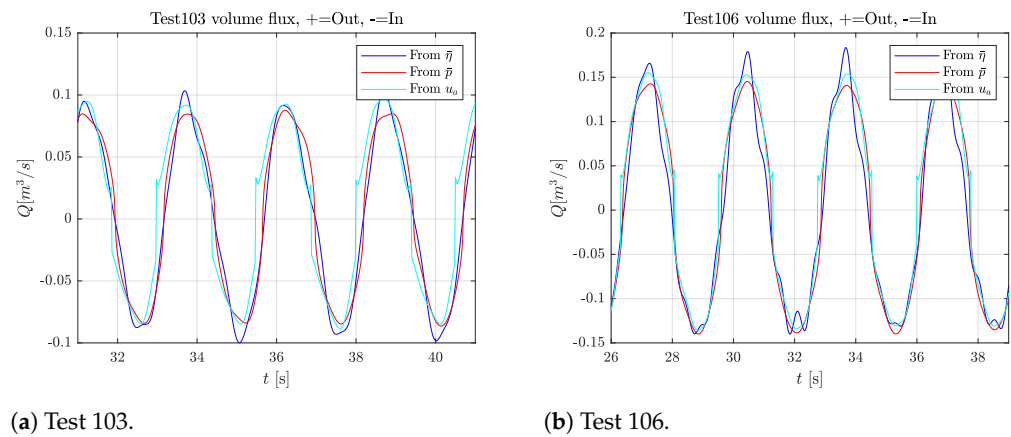 Test103 volume flux, +=Out, -=In
From η̄
From p̄
From uₐ
0.1
0.05
0
-0.05
-0.1
Q[m³/s]
32 34 36 38 40
t [s]
(a) Test 103.
Test106 volume flux, +=Out, -=In
From η̄
From p̄
From uₐ
0.2
0.15
0.1
0.05
0
-0.05
-0.1
-0.15
Q[m³/s]
26 28 30 32 34 36 38
t [s]
(b) Test 106.